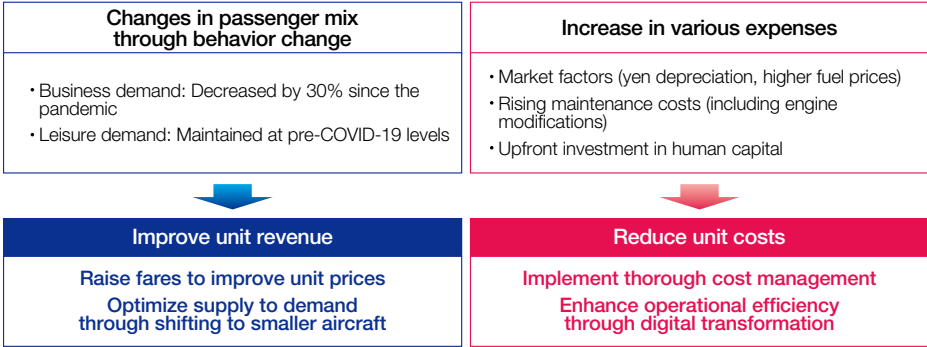 Changes in passenger mix
through behavior change
• Business demand: Decreased by 30% since the
pandemic
• Leisure demand: Maintained at pre-COVID-19 levels
Improve unit revenue
Raise fares to improve unit prices
Optimize supply to demand
through shifting to smaller aircraft
Increase in various expenses
• Market factors (yen depreciation, higher fuel prices)
• Rising maintenance costs (including engine
modifications)
• Upfront investment in human capital
Reduce unit costs
Implement thorough cost management
Enhance operational efficiency
through digital transformation